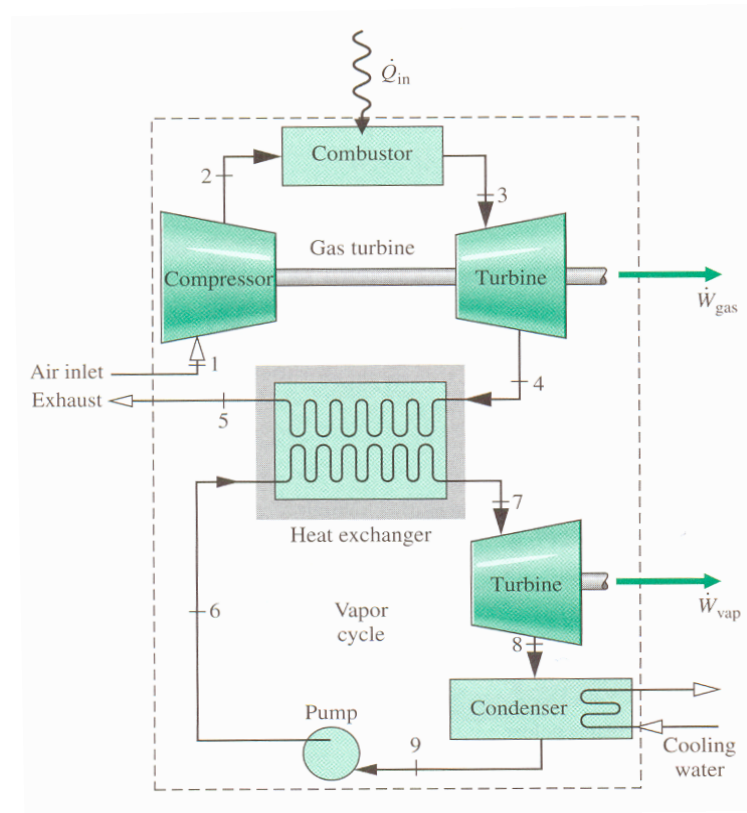 Q̇in
Combustor
2
3
Gas turbine
Compressor
Turbine
Ẇgas
1
Air inlet
4
Exhaust
5
Heat exchanger
7
Turbine
6
Vapor
cycle
Ẇvap
8
Condenser
Pump
9
Cooling
water